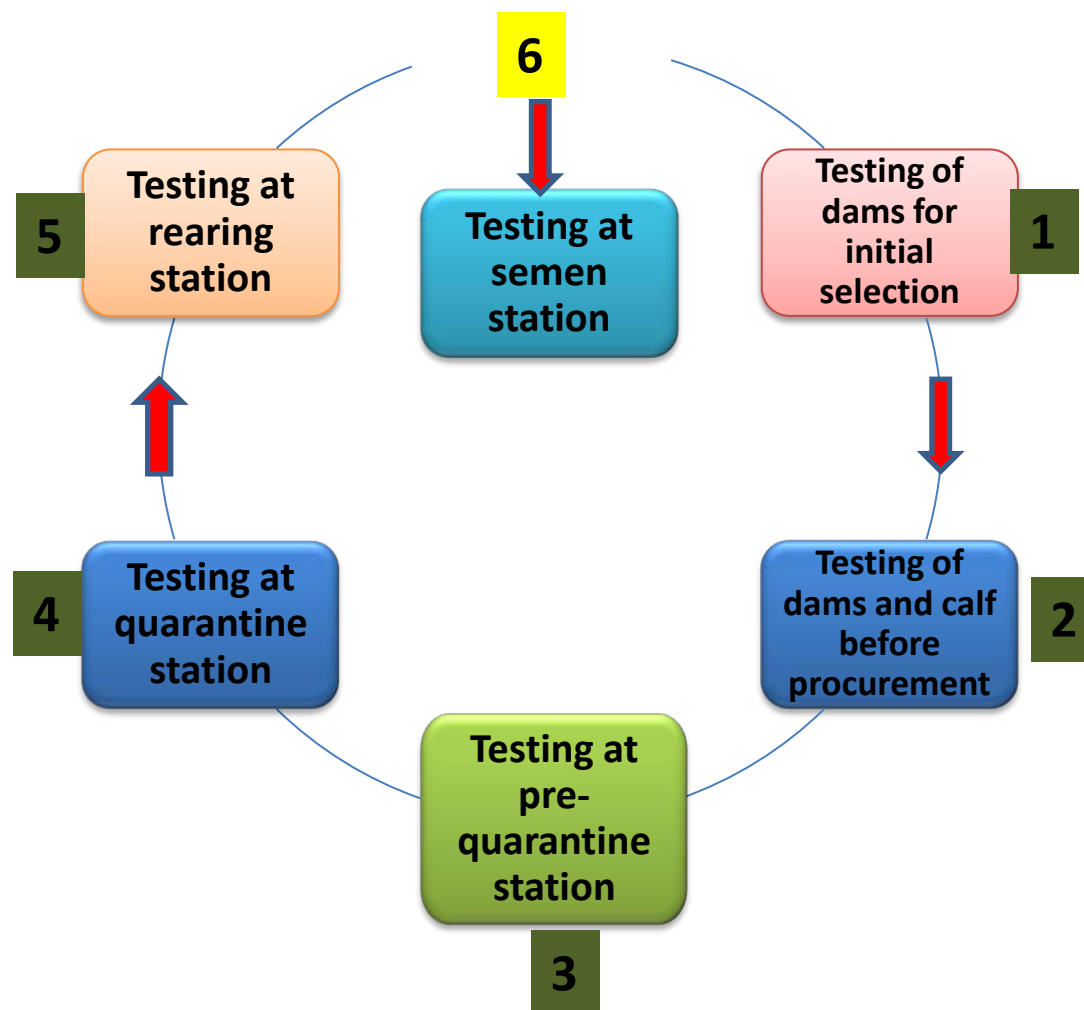 6
Testing at
semen
station
Testing of
dams for
initial
selection
1
Testing of
dams and calf
before
procurement
2
Testing at
pre-
quarantine
station
3
Testing at
quarantine
station
4
Testing at
rearing
station
5